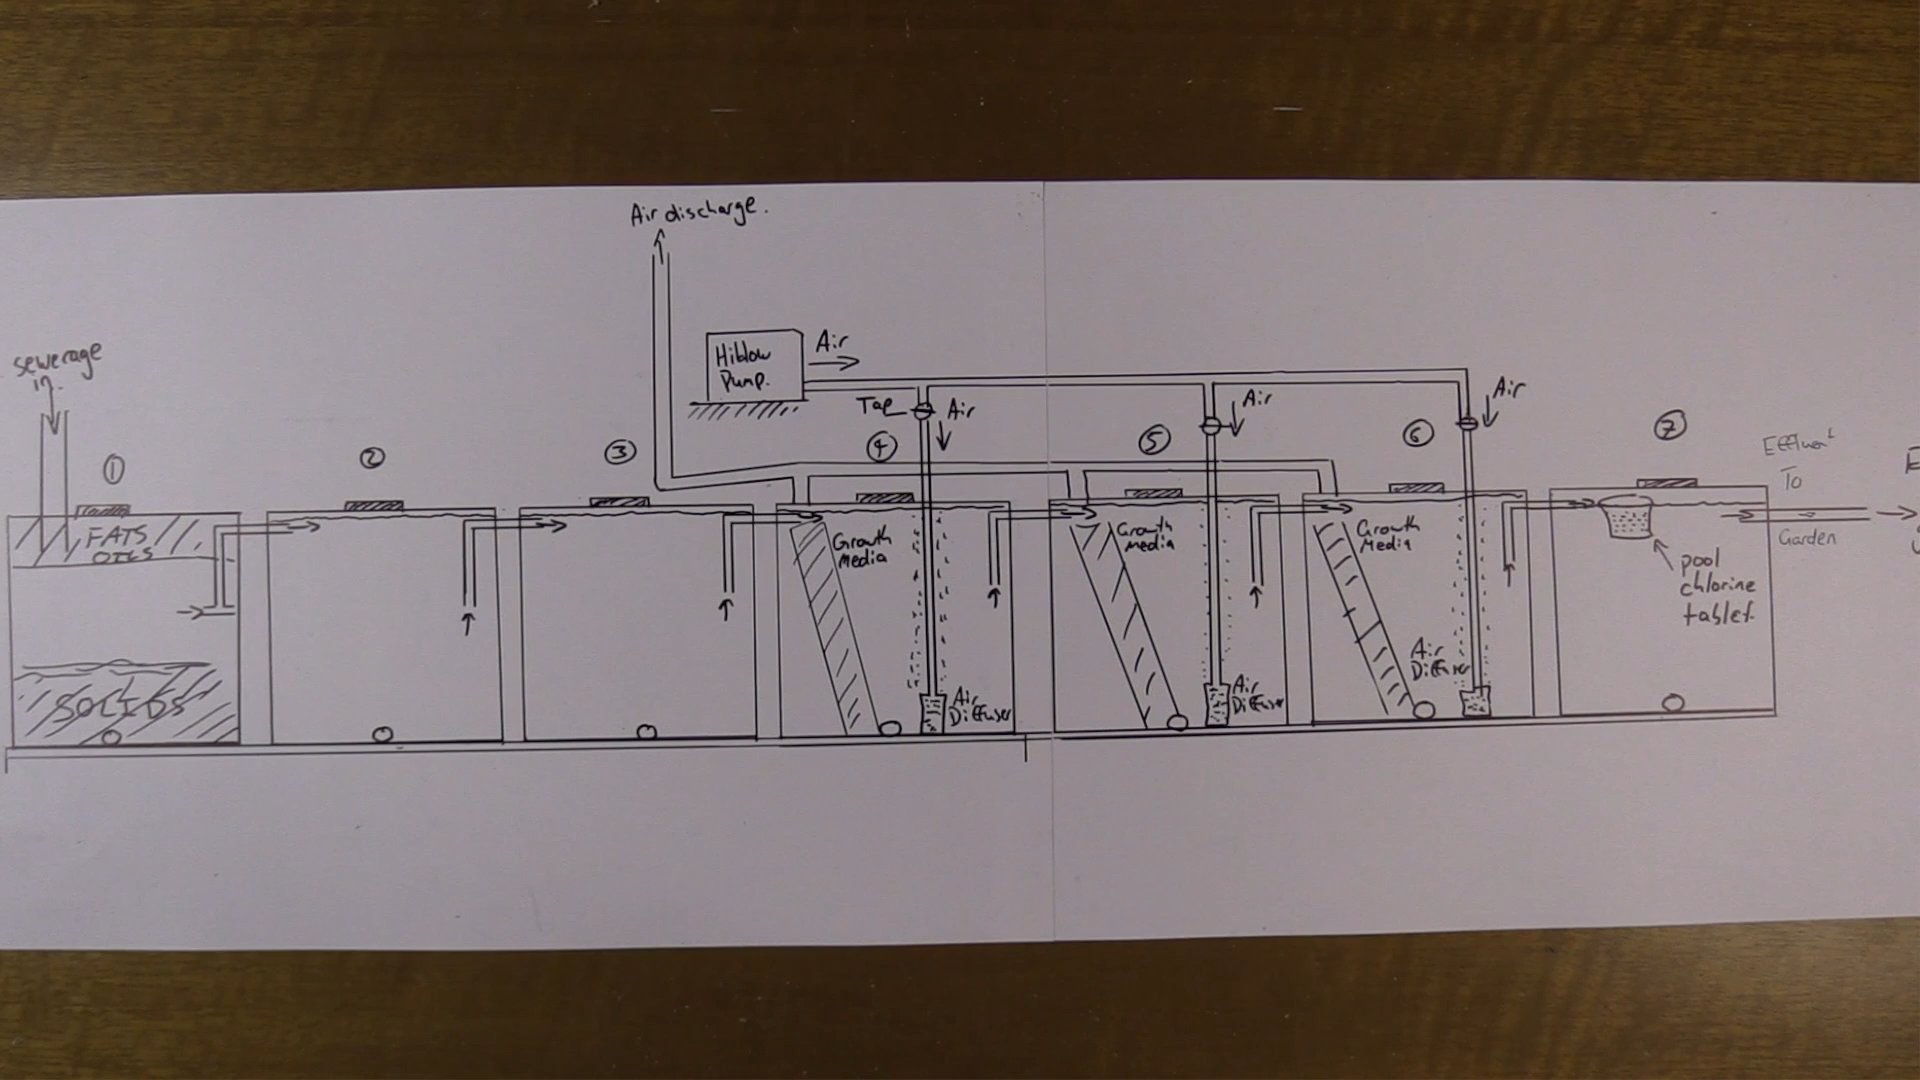 Air discharge.
sewerage
in.
Hiblow
Pump.
Air
Tap
Air
Air
Air
1
2
3
4
5
6
7
FATS
OILS
SOLIDS
Growth
Media
Air
Diffuser
Growth
Media
Air
Diffuser
Growth
Media
Air
Diffuser
pool
chlorine
tablet.
Effluent
To
Garden